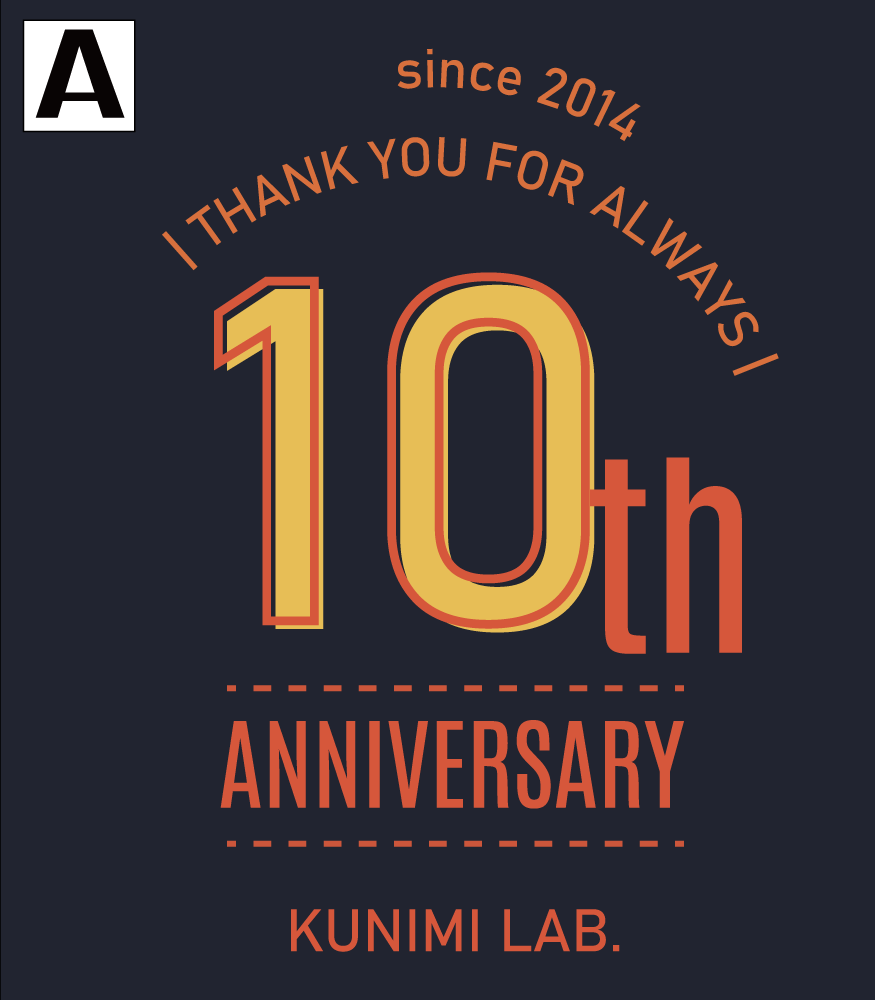 A
since 2014
| THANK YOU FOR ALWAYS |
10th
ANNIVERSARY
KUNIMI LAB.